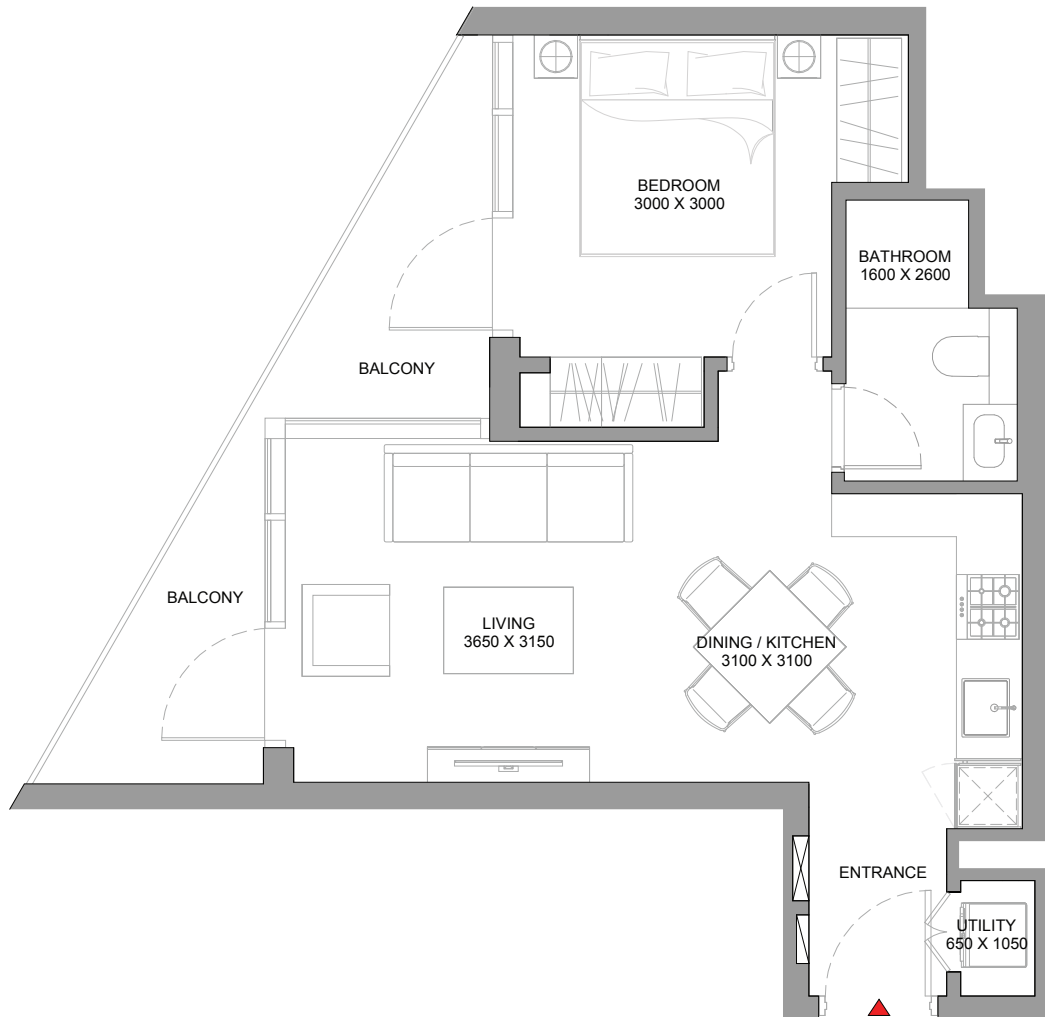 BEDROOM
3000 X 3000
BATHROOM
1600 X 2600
BALCONY
BALCONY
LIVING
3650 X 3150
DINING / KITCHEN
3100 X 3100
ENTRANCE
UTILITY
650 X 1050